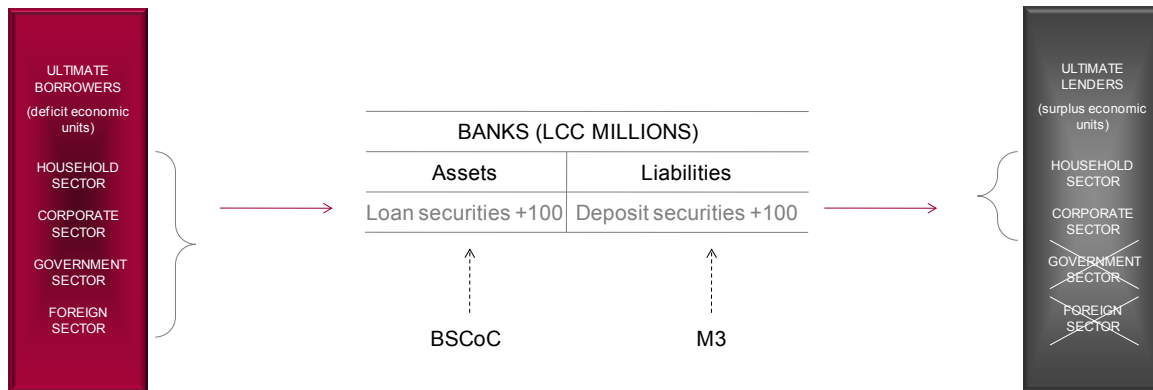 ULTIMATE
BORROWERS
(deficit economic
units)
HOUSEHOLD
SECTOR
CORPORATE
SECTOR
GOVERNMENT
SECTOR
FOREIGN
SECTOR
BANKS (LCC MILLIONS)
Assets
Liabilities
Loan securities +100
Deposit securities +100
BSCoC
M3
ULTIMATE
LENDERS
(surplus economic
units)
HOUSEHOLD
SECTOR
CORPORATE
SECTOR
GOVERNMENT
SECTOR
FOREIGN
SECTOR